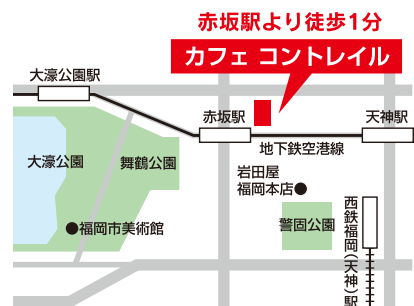 赤坂駅より徒歩1分
カフェ コントレイル
大濠公園駅
赤坂駅
天神駅
地下鉄空港線
大濠公園
舞鶴公園
岩田屋
福岡本店●
●福岡市美術館
警固公園
西鉄福岡(天神)駅